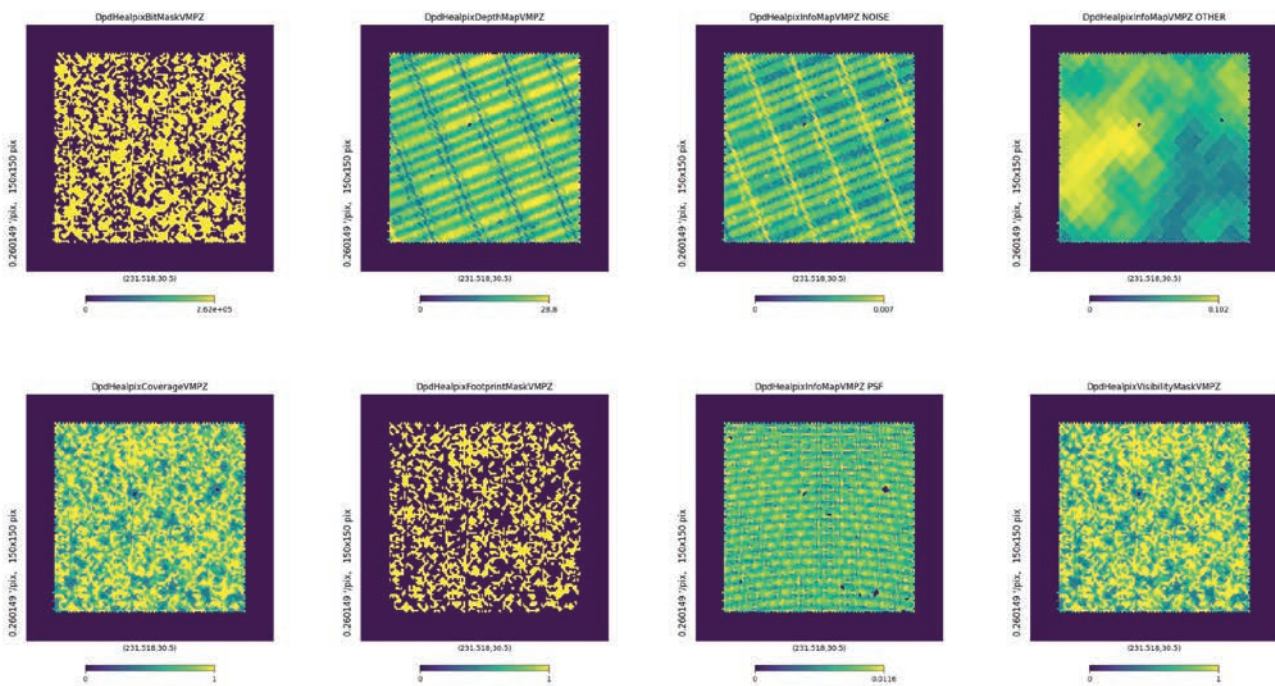 DpdHealpixBitMaskVMPZ
0.260149 '/pix,   150x150 pix
(231.518,30.5)
0 2.62e+05
DpdHealpixDepthMapVMPZ
0.260149 '/pix,   150x150 pix
(231.518,30.5)
0 28.8
DpdHealpixInfoMapVMPZ NOISE
0.260149 '/pix,   150x150 pix
(231.518,30.5)
0 0.007
DpdHealpixInfoMapVMPZ OTHER
0.260149 '/pix,   150x150 pix
(231.518,30.5)
0 0.102
DpdHealpixCoverageVMPZ
0.260149 '/pix,   150x150 pix
(231.518,30.5)
0 1
DpdHealpixFootprintMaskVMPZ
0.260149 '/pix,   150x150 pix
(231.518,30.5)
0 1
DpdHealpixInfoMapVMPZ PSF
0.260149 '/pix,   150x150 pix
(231.518,30.5)
0 0.0116
DpdHealpixVisibilityMaskVMPZ
0.260149 '/pix,   150x150 pix
(231.518,30.5)
0 1